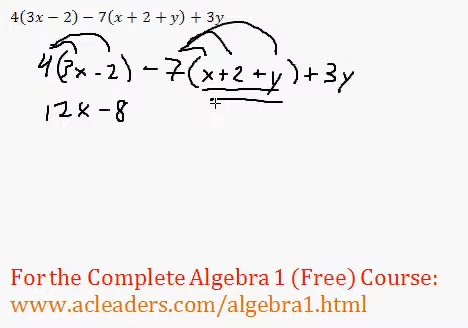 4(3x − 2) − 7(x + 2 + y) + 3y
4(3x − 2) − 7(x + 2 + y) + 3y
12x − 8
For the Complete Algebra 1 (Free) Course:
www.acleaders.com/algebra1.html